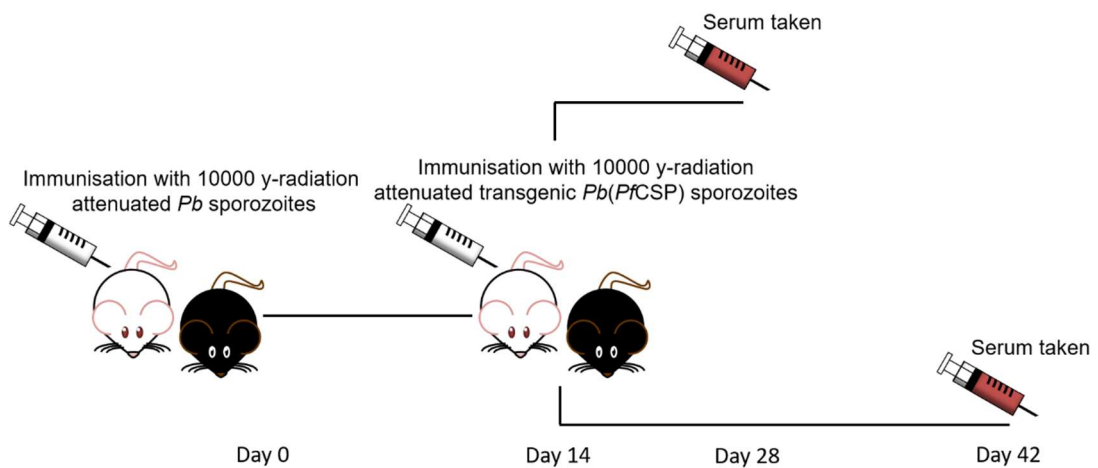 Serum taken
Immunisation with 10000 y-radiation
attenuated Pb sporozoites
Immunisation with 10000 y-radiation
attenuated transgenic Pb(PfCSP) sporozoites
Serum taken
Day 0
Day 14
Day 28
Day 42